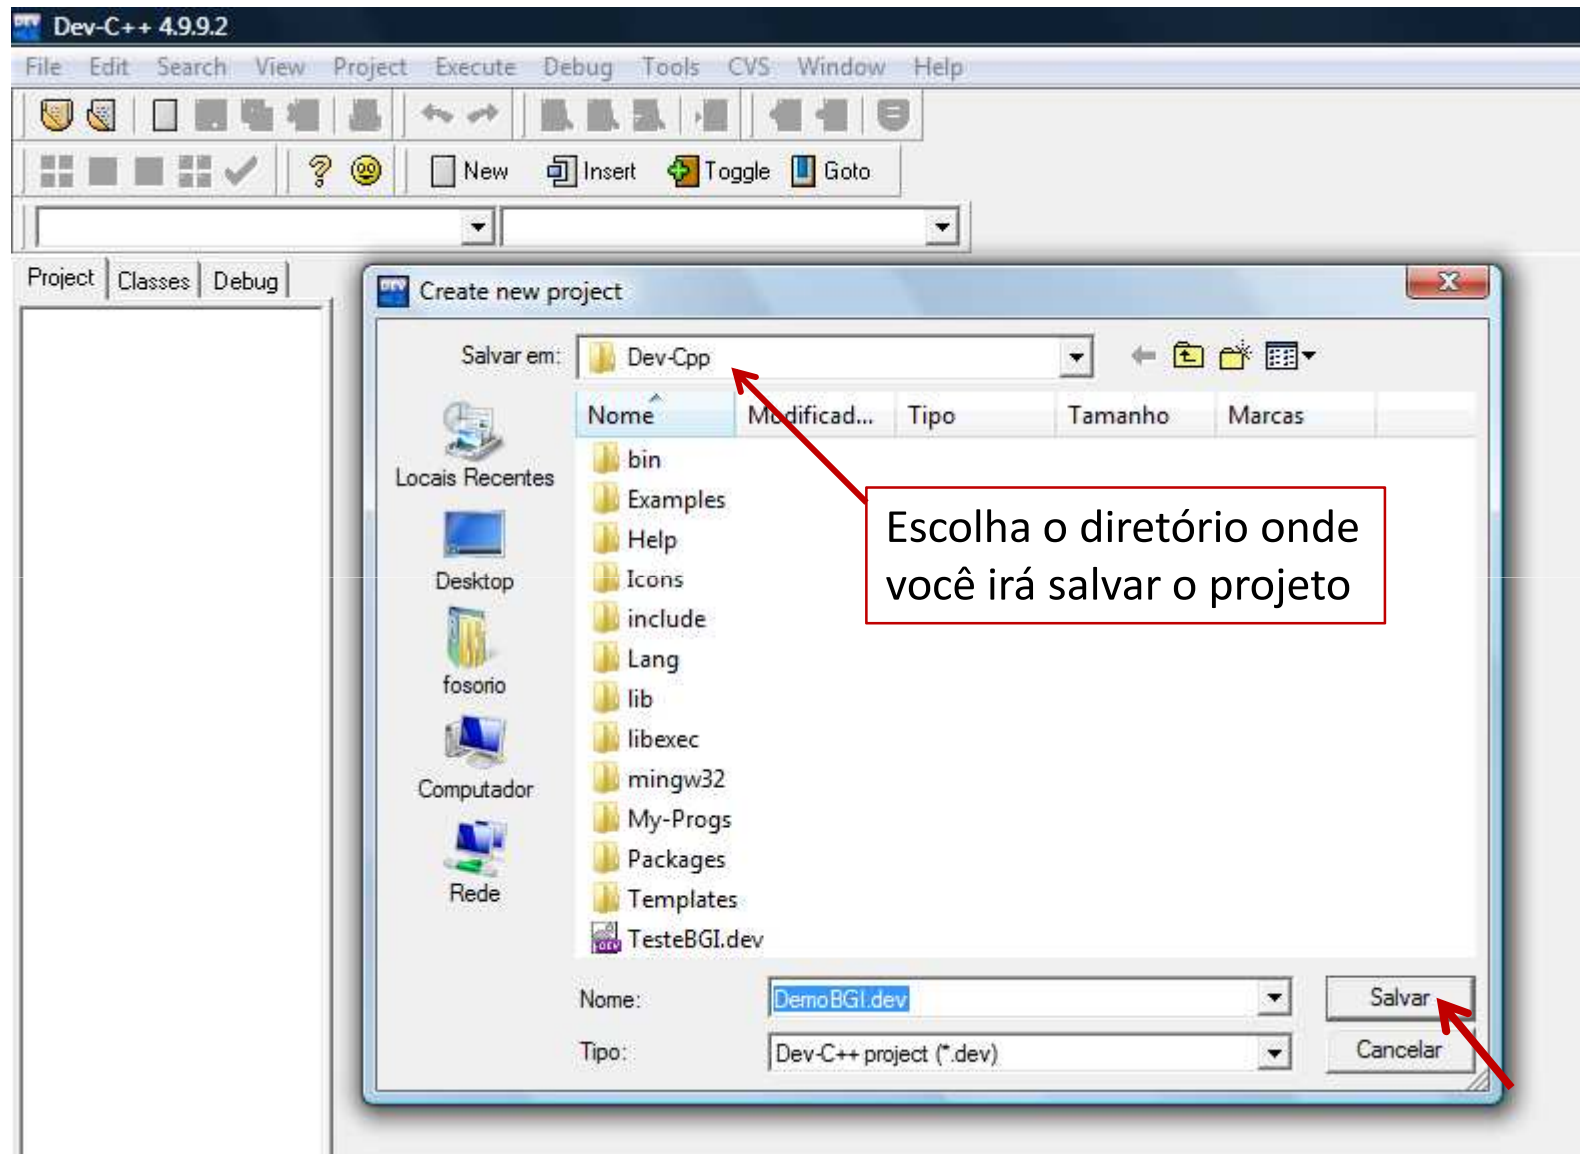 Dev-C++ 4.9.9.2
File Edit Search View Project Execute Debug Tools CVS Window Help
New Insert Toggle Goto
Project Classes Debug
Create new project
Salvar em: Dev-Cpp
Nome Modificad... Tipo Tamanho Marcas
Locais Recentes
Desktop
fosorio
Computador
Rede
bin
Examples
Help
Icons
include
Lang
lib
libexec
mingw32
My-Progs
Packages
Templates
TesteBGI.dev
Escolha o diretório onde
você irá salvar o projeto
Nome: DemoBGI.dev Salvar
Tipo: Dev-C++ project (*.dev) Cancelar